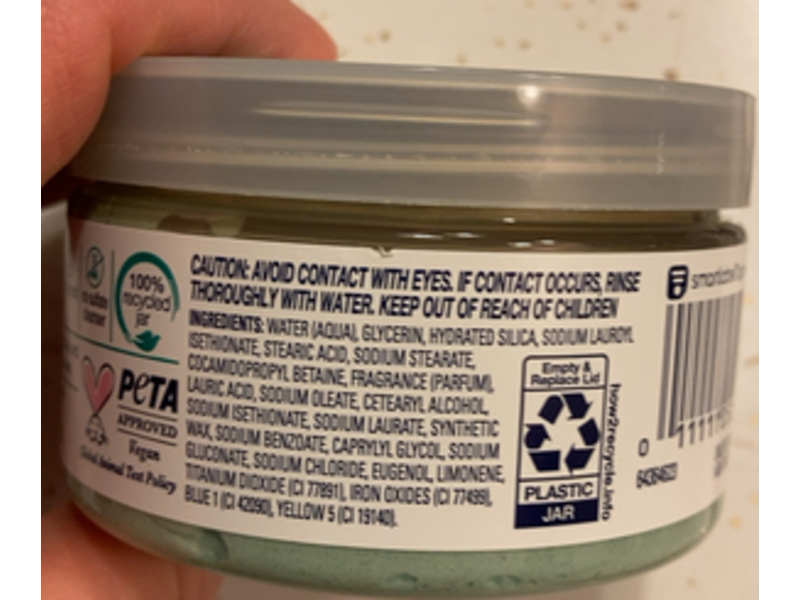 CAUTION: AVOID CONTACT WITH EYES. IF CONTACT OCCURS, RINSE
THOROUGHLY WITH WATER. KEEP OUT OF REACH OF CHILDREN
INGREDIENTS: WATER (AQUA), GLYCERIN, HYDRATED SILICA, SODIUM LAUROYL
ISETHIONATE, STEARIC ACID, SODIUM STEARATE,
COCAMIDOPROPYL BETAINE, FRAGRANCE (PARFUM),
LAURIC ACID, SODIUM OLEATE, CETEARYL ALCOHOL,
SODIUM ISETHIONATE, SODIUM LAURATE, SYNTHETIC
WAX, SODIUM BENZOATE, CAPRYLYL GLYCOL, SODIUM
GLUCONATE, SODIUM CHLORIDE, EUGENOL, LIMONENE,
TITANIUM DIOXIDE (CI 77891), IRON OXIDES (CI 77499),
BLUE 1 (CI 42090), YELLOW 5 (CI 19140).
100%
recycled
jar
cleanser
PETA
APPROVED
Vegan
Global Animal Test Policy
Empty &
Replace Lid
PLASTIC
JAR
how2recycle.info
smartlabel
0
84384603